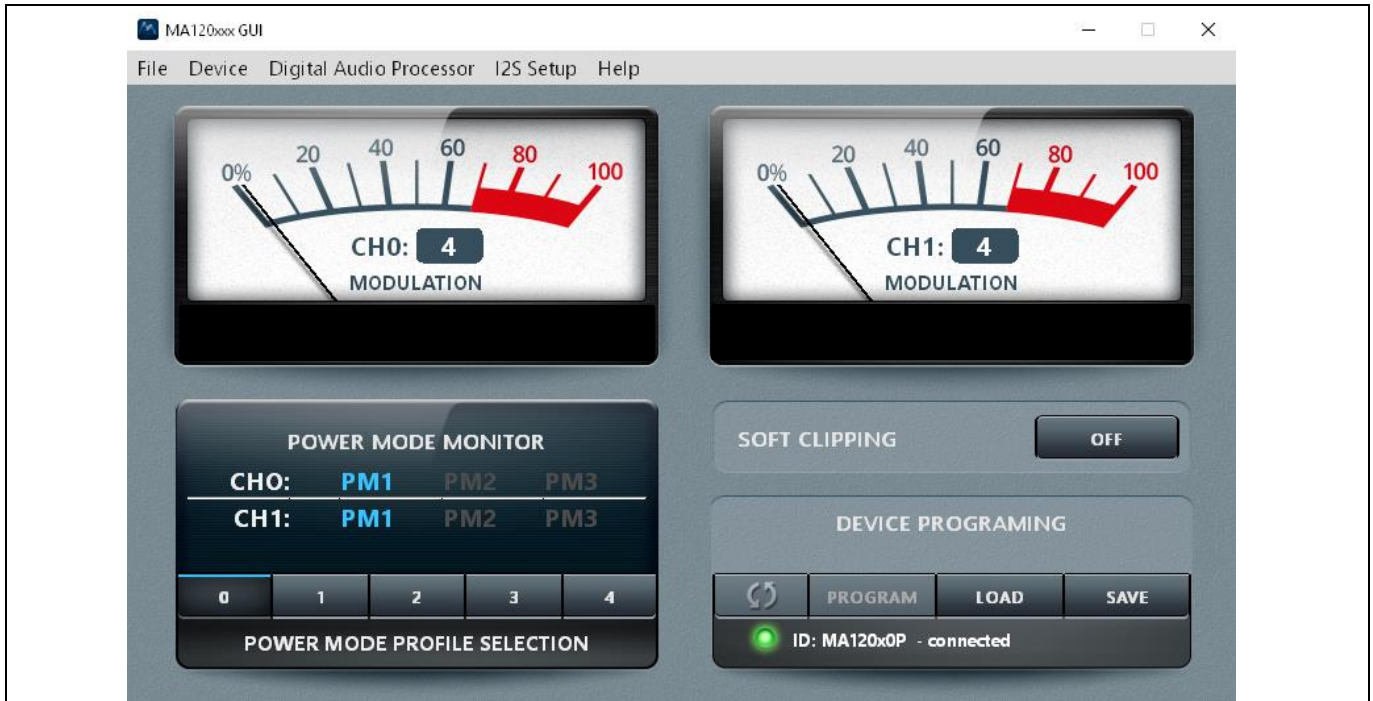 MA120xxx GUI
File Device Digital Audio Processor I2S Setup Help
0% 20 40 60 80 100
CH0: 4
MODULATION
0% 20 40 60 80 100
CH1: 4
MODULATION
POWER MODE MONITOR
CH0: PM1 PM2 PM3
CH1: PM1 PM2 PM3
0 1 2 3 4
POWER MODE PROFILE SELECTION
SOFT CLIPPING OFF
DEVICE PROGRAMING
PROGRAM LOAD SAVE
ID: MA120x0P - connected